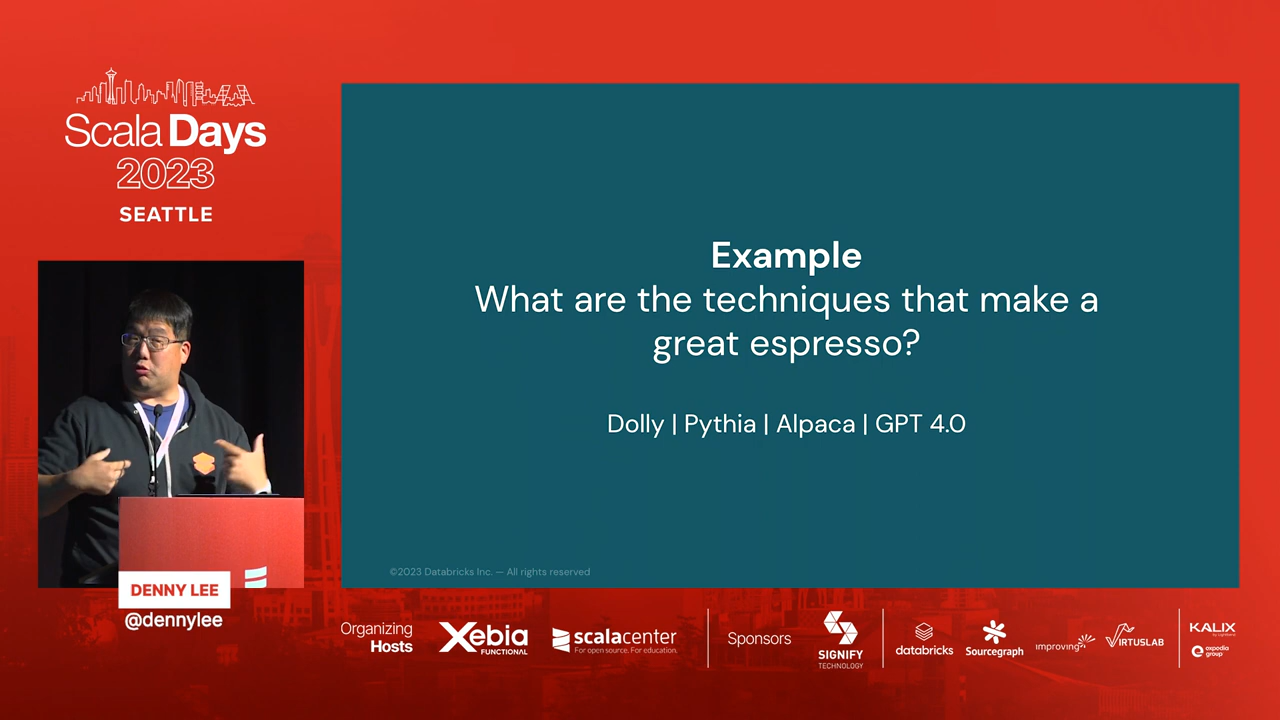 Scala Days
2023
SEATTLE
Example
What are the techniques that make a
great espresso?
Dolly | Pythia | Alpaca | GPT 4.0
©2023 Databricks Inc. — All rights reserved
DENNY LEE
@dennylee
Organizing
Hosts
Xebia
FUNCTIONAL
scalacenter
For open source. For education.
Sponsors
SIGNIFY
TECHNOLOGY
databricks
Sourcegraph
improving
VIRTUSLAB
KALIX
by Lightbend
expedia
group